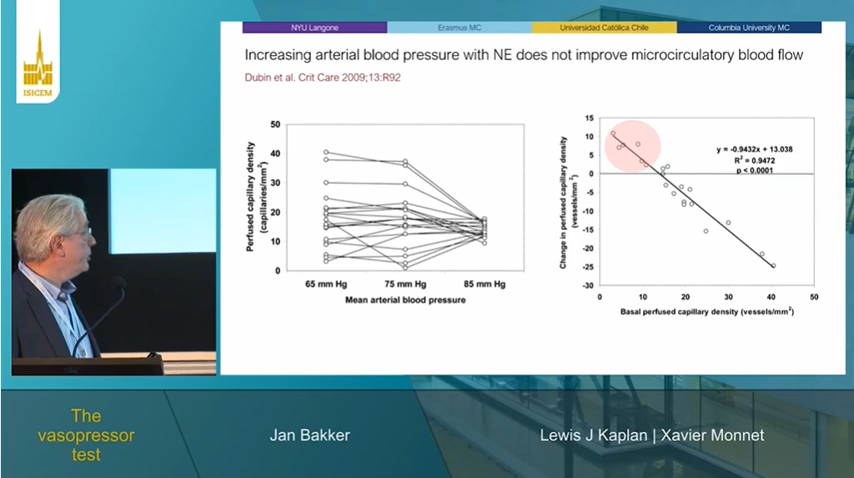 ISICEM
NYU Langone
Erasmus MC
Universidad Católica Chile
Columbia University MC
Increasing arterial blood pressure with NE does not improve microcirculatory blood flow
Dubin et al. Crit Care 2009;13:R92
Perfused capillary density
(capillaries/mm²)
50
40
30
20
10
0
65 mm Hg
75 mm Hg
85 mm Hg
Mean arterial blood pressure
Change in perfused capillary density
(vessels/mm²)
15
10
5
0
-5
-10
-15
-20
-25
-30
y = -0.9432x + 13.038
R² = 0.9472
p < 0.0001
0
10
20
30
40
50
Basal perfused capillary density (vessels/mm²)
The
vasopressor
test
Jan Bakker
Lewis J Kaplan | Xavier Monnet